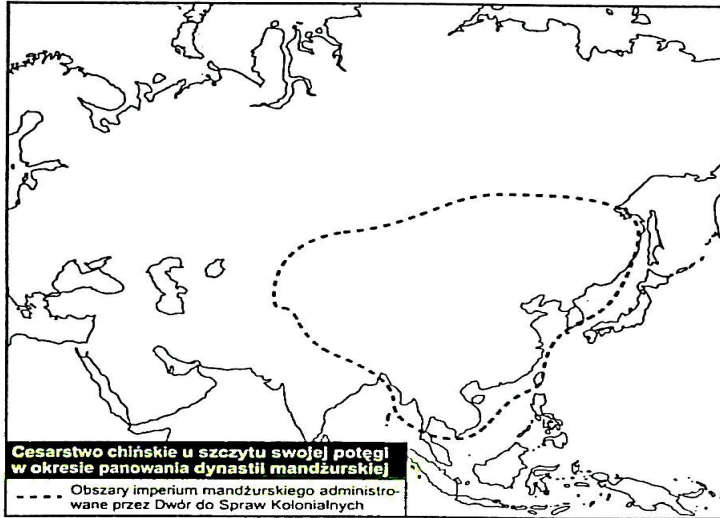 Cesarstwo chińskie u szczytu swojej potęgi
w okresie panowania dynastii mandżurskiej
Obszary imperium mandżurskiego administro-
wane przez Dwór do Spraw Kolonialnych